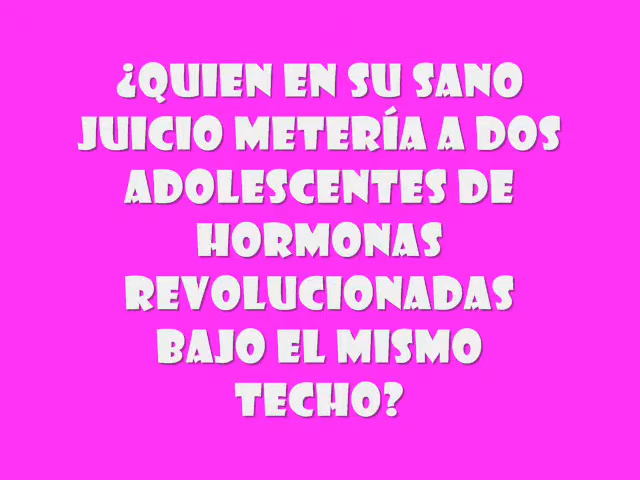 ¿QUIEN EN SU SANO
JUICIO METERÍA A DOS
ADOLESCENTES DE
HORMONAS
REVOLUCIONADAS
BAJO EL MISMO
TECHO?